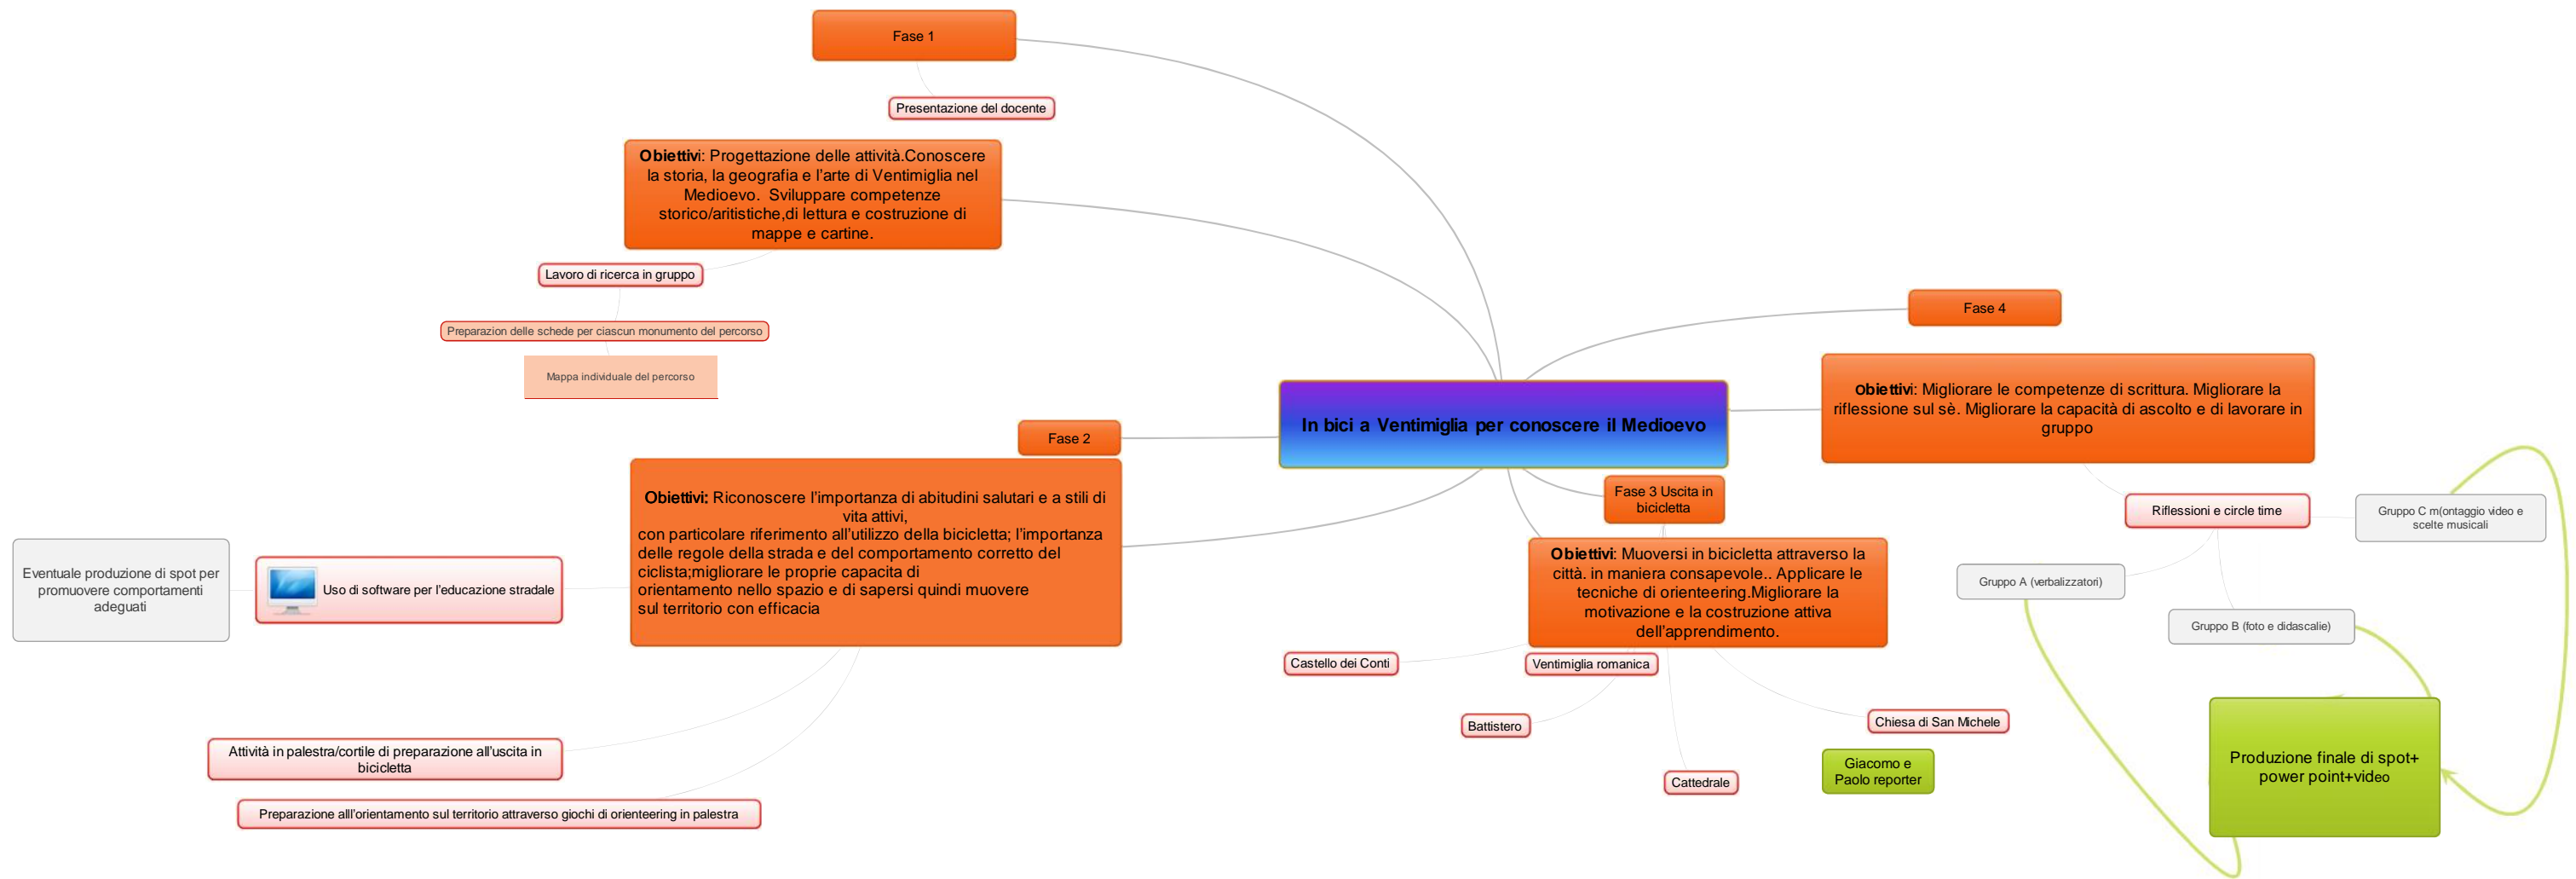 Fase 1
Presentazione del docente
Obiettivi: Progettazione delle attività.Conoscere
la storia, la geografia e l'arte di Ventimiglia nel
Medioevo.  Sviluppare competenze
storico/aritistiche,di lettura e costruzione di
mappe e cartine.
Lavoro di ricerca in gruppo
Preparazion delle schede per ciascun monumento del percorso
Mappa individuale del percorso
Fase 2
Obiettivi: Riconoscere l'importanza di abitudini salutari e a stili di
vita attivi,
con particolare riferimento all'utilizzo della bicicletta; l'importanza
delle regole della strada e del comportamento corretto del
ciclista;migliorare le proprie capacita di
orientamento nello spazio e di sapersi quindi muovere
sul territorio con efficacia
Uso di software per l'educazione stradale
Eventuale produzione di spot per
promuovere comportamenti
adeguati
Attività in palestra/cortile di preparazione all'uscita in
bicicletta
Preparazione alll'orientamento sul territorio attraverso giochi di orienteering in palestra
In bici a Ventimiglia per conoscere il Medioevo
Fase 3 Uscita in
bicicletta
Obiettivi: Muoversi in bicicletta attraverso la
città. in maniera consapevole.. Applicare le
tecniche di orienteering.Migliorare la
motivazione e la costruzione attiva
dell'apprendimento.
Castello dei Conti
Ventimiglia romanica
Battistero
Cattedrale
Chiesa di San Michele
Giacomo e
Paolo reporter
Fase 4
Obiettivi: Migliorare le competenze di scrittura. Migliorare la
riflessione sul sè. Migliorare la capacità di ascolto e di lavorare in
gruppo
Riflessioni e circle time
Gruppo C m(ontaggio video e
scelte musicali
Gruppo A (verbalizzatori)
Gruppo B (foto e didascalie)
Produzione finale di spot+
power point+video